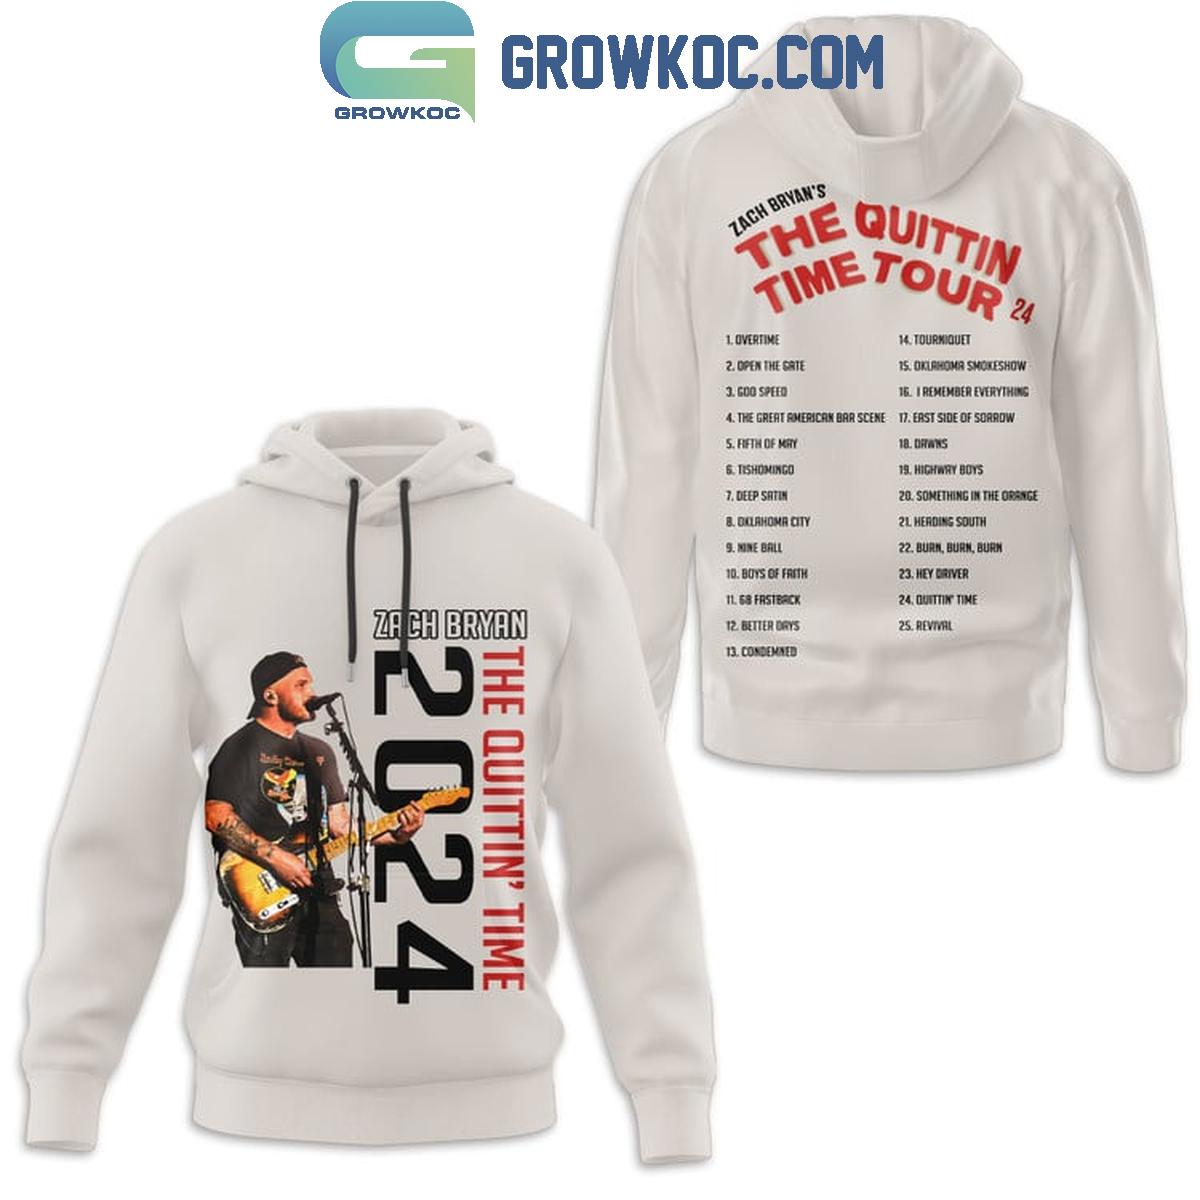 GROWKOC
GROWKOC.COM
ZACH BRYAN'S
THE QUITTIN
TIME TOUR 24
1. OVERTIME
2. OPEN THE GATE
3. GOD SPEED
4. THE GREAT AMERICAN BAR SCENE
5. FIFTH OF MAY
6. TISHOMINGO
7. DEEP SATIN
8. OKLAHOMA CITY
9. NINE BALL
10. BOYS OF FAITH
11. 68 FASTBACK
12. BETTER DAYS
13. CONDEMNED
14. TOURNIQUET
15. OKLAHOMA SMOKESHOW
16. I REMEMBER EVERYTHING
17. EAST SIDE OF SORROW
18. DAWNS
19. HIGHWAY BOYS
20. SOMETHING IN THE ORANGE
21. HEADING SOUTH
22. BURN, BURN, BURN
23. HEY DRIVER
24. QUITTIN' TIME
25. REVIVAL
ZACH BRYAN
2024
THE QUITTIN' TIME